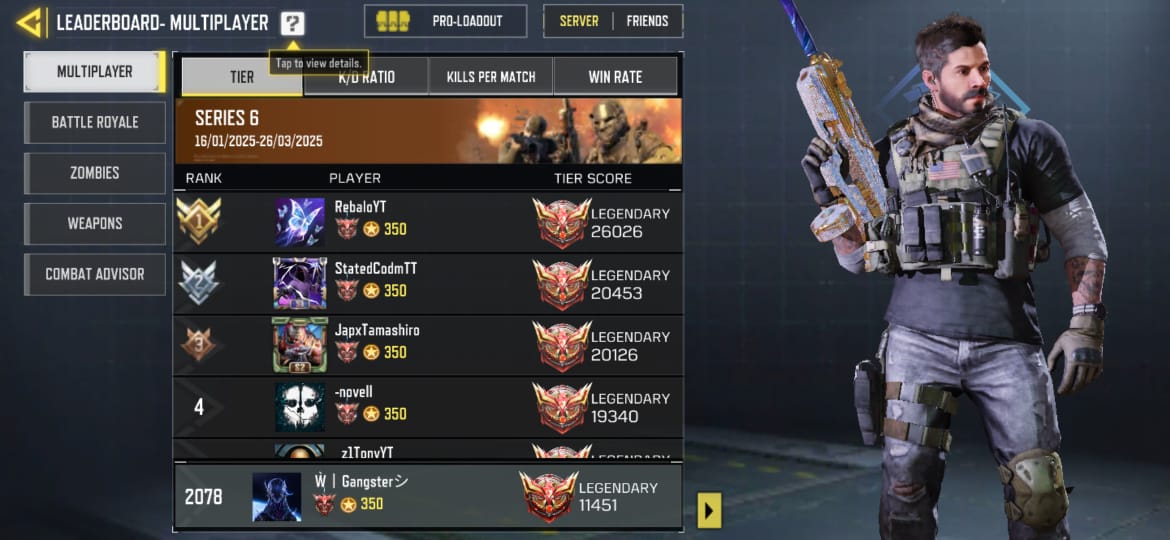 LEADERBOARD- MULTIPLAYER ?
PRO-LOADOUT
SERVER FRIENDS
Tap to view details.
MULTIPLAYER
BATTLE ROYALE
ZOMBIES
WEAPONS
COMBAT ADVISOR
TIER K/D RATIO KILLS PER MATCH WIN RATE
SERIES 6
16/01/2025-26/03/2025
RANK PLAYER TIER SCORE
1 RebaloYT 350 LEGENDARY 26026
2 StatedCodmTT 350 LEGENDARY 20453
3 JapxTamashiro 350 LEGENDARY 20126
S2
4 -novell 350 LEGENDARY 19340
_z1TonyYT LEGENDARY
2078 Ẁ | Gangsterシ 350 LEGENDARY 11451